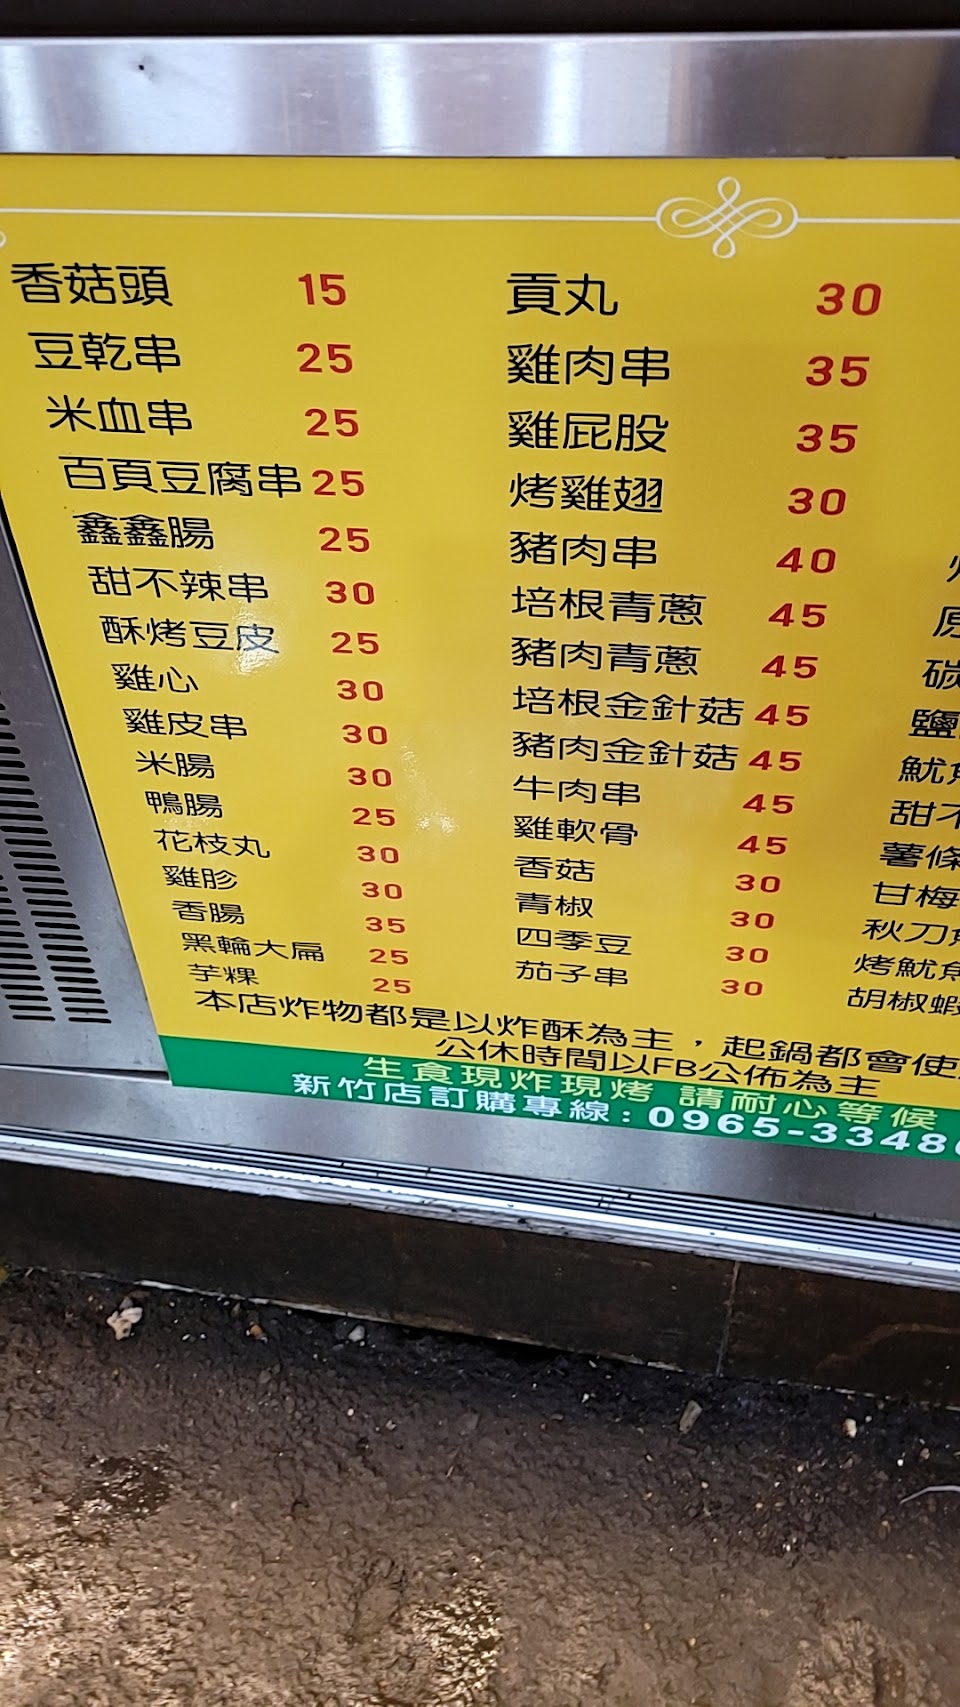 香菇頭 15
豆乾串 25
米血串 25
百頁豆腐串 25
鑫鑫腸 25
甜不辣串 30
酥烤豆皮 25
雞心 30
雞皮串 30
米腸 30
鴨腸 25
花枝丸 30
雞胗 30
香腸 35
黑輪大扁 25
芋粿 25
貢丸 30
雞肉串 35
雞屁股 35
烤雞翅 30
豬肉串 40
培根青蔥 45
豬肉青蔥 45
培根金針菇 45
豬肉金針菇 45
牛肉串 45
雞軟骨 45
香菇 30
青椒 30
四季豆 30
茄子串 30
原
碳
鹽
魷魚
甜不
薯條
甘梅
秋刀魚
烤魷魚
胡椒蝦
本店炸物都是以炸酥為主，起鍋都會使
公休時間以FB公佈為主
生食現炸現烤 請耐心等候
新竹店訂購專線：0965-33486